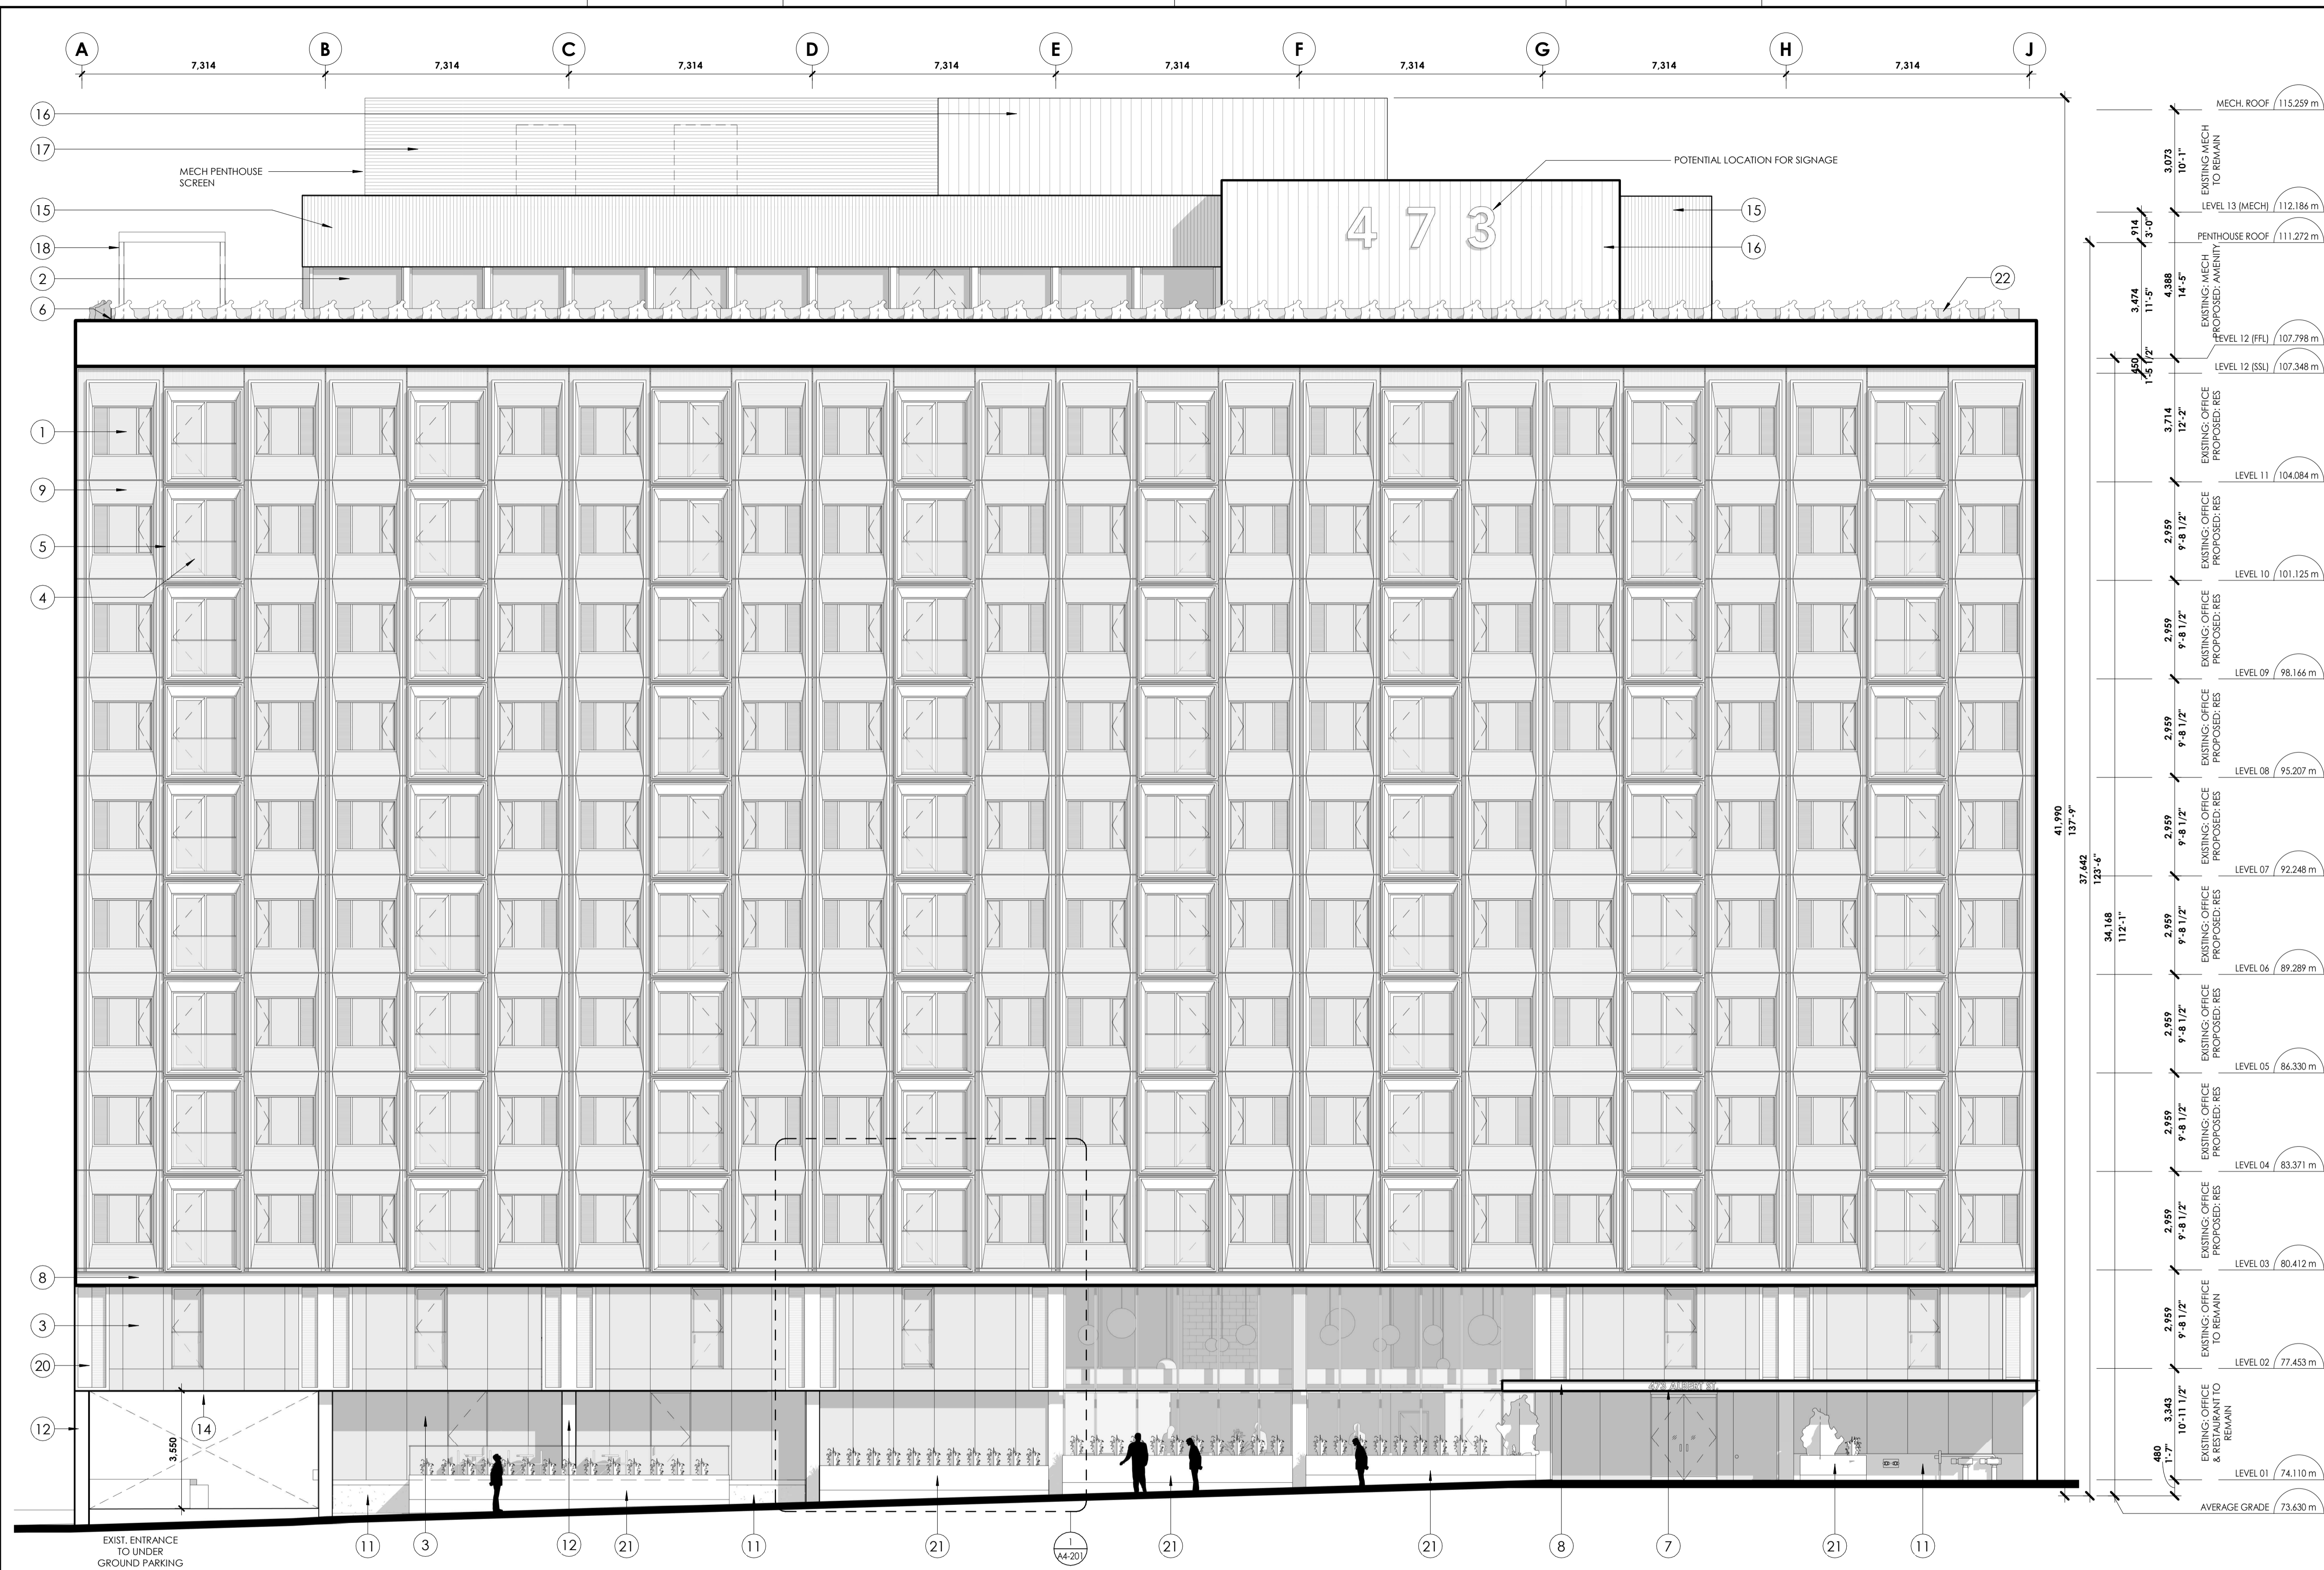 A B C D E F G H J
7,314 7,314 7,314 7,314 7,314 7,314 7,314 7,314
16
17
MECH PENTHOUSE
SCREEN
15
18
2
6
POTENTIAL LOCATION FOR SIGNAGE
473
15
16
22
1
9
5
4
8
3
20
12
14
3,550
473 ALBERT ST.
EXIST. ENTRANCE
TO UNDER
GROUND PARKING
11
3
12
21
11
21
1
A4-201
21
21
8
7
21
11
41,990
137'-9"
37,642
123'-6"
34,168
112'-1"
MECH. ROOF 115.259 m
3,073
10'-1"
EXISTING MECH
TO REMAIN
LEVEL 13 (MECH) 112.186 m
914
3'-0"
PENTHOUSE ROOF 111.272 m
3,474
11'-5"
4,388
14'-5"
EXISTING: MECH
PROPOSED: AMENITY
LEVEL 12 (FFL) 107.798 m
450
1'-5 1/2"
LEVEL 12 (SSL) 107.348 m
3,714
12'-2"
EXISTING: OFFICE
PROPOSED: RES
LEVEL 11 104.084 m
2,959
9'-8 1/2"
EXISTING: OFFICE
PROPOSED: RES
LEVEL 10 101.125 m
2,959
9'-8 1/2"
EXISTING: OFFICE
PROPOSED: RES
LEVEL 09 98.166 m
2,959
9'-8 1/2"
EXISTING: OFFICE
PROPOSED: RES
LEVEL 08 95.207 m
2,959
9'-8 1/2"
EXISTING: OFFICE
PROPOSED: RES
LEVEL 07 92.248 m
2,959
9'-8 1/2"
EXISTING: OFFICE
PROPOSED: RES
LEVEL 06 89.289 m
2,959
9'-8 1/2"
EXISTING: OFFICE
PROPOSED: RES
LEVEL 05 86.330 m
2,959
9'-8 1/2"
EXISTING: OFFICE
PROPOSED: RES
LEVEL 04 83.371 m
2,959
9'-8 1/2"
EXISTING: OFFICE
PROPOSED: RES
LEVEL 03 80.412 m
2,959
9'-8 1/2"
EXISTING: OFFICE
TO REMAIN
LEVEL 02 77.453 m
3,343
10'-11 1/2"
EXISTING: OFFICE
& RESTAURANT TO
REMAIN
480
1'-7"
LEVEL 01 74.110 m
AVERAGE GRADE 73.630 m